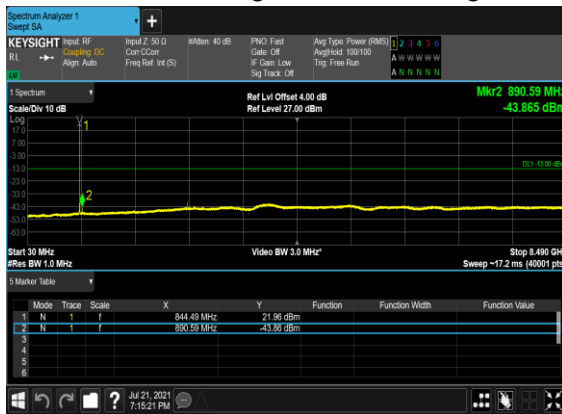 Spectrum Analyzer 1
Swept SA
+
KEYSIGHT Input: RF Input Z: 50 Ω #Atten: 40 dB PNO: Fast Avg Type: Power (RMS) 1 2 3 4 5 6
RL Coupling: DC Corr CCorr Gate: Off Avg|Hold: 100/100 A W W W W W
Align: Auto Freq Ref: Int (S) IF Gain: Low Trig: Free Run
LXI Sig Track: Off A N N N N N
1 Spectrum Ref Lvl Offset 4.00 dB Mkr2 890.59 MHz
Scale/Div 10 dB Ref Level 27.00 dBm -43.865 dBm
Log
17.0 1
7.00
-3.00
-13.0 DL1 -13.00 dBm
-23.0
-33.0 2
-43.0
-53.0
-63.0
Start 30 MHz Video BW 3.0 MHz* Stop 8.490 GH
#Res BW 1.0 MHz Sweep ~17.2 ms (40001 pts
5 Marker Table
Mode Trace Scale X Y Function Function Width Function Value
1 N 1 f 844.49 MHz 21.96 dBm
2 N 1 f 890.59 MHz -43.86 dBm
3
4
5
6
? Jul 21, 2021
7:15:21 PM